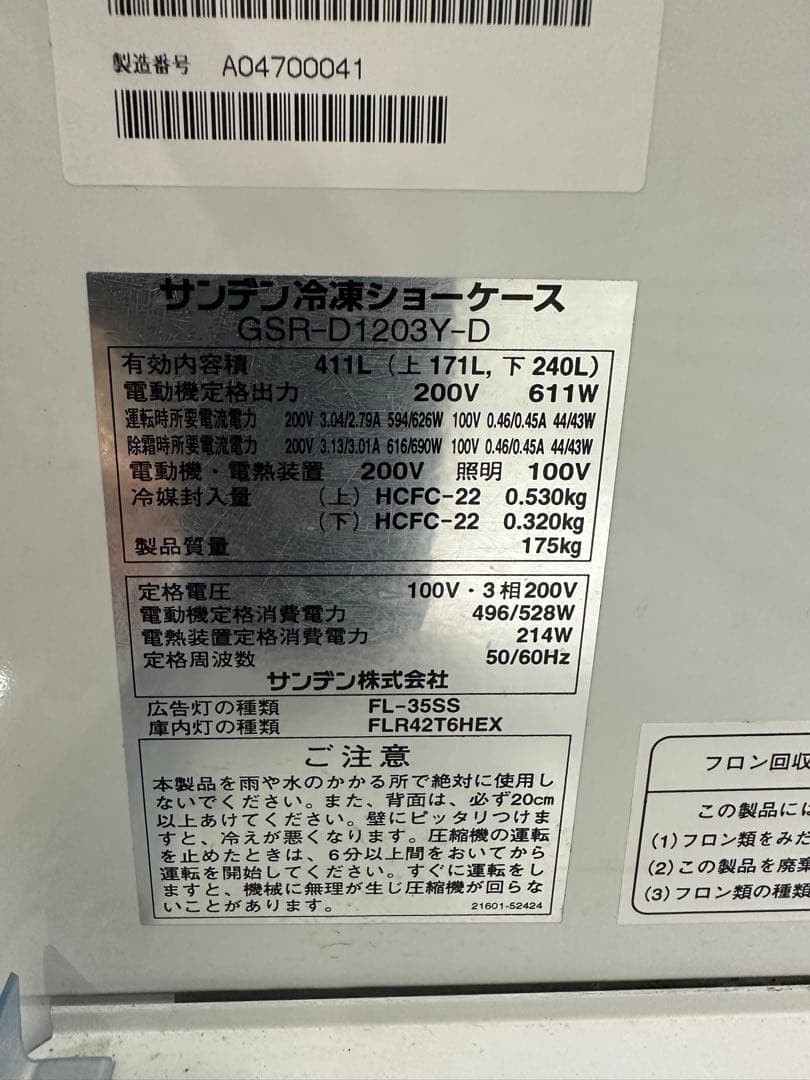 製造番号 A04700041
サンデン冷凍ショーケース
GSR-D1203Y-D
有効内容積 411L（上 171L, 下 240L）
電動機定格出力 200V 611W
運転時所要電流電力 200V 3.04/2.79A 594/626W 100V 0.46/0.45A 44/43W
除霜時所要電流電力 200V 3.13/3.01A 616/690W 100V 0.46/0.45A 44/43W
電動機・電熱装置 200V 照明 100V
冷媒封入量 （上）HCFC-22 0.530kg
（下）HCFC-22 0.320kg
製品質量 175kg
定格電圧 100V・3相200V
電動機定格消費電力 496/528W
電熱装置定格消費電力 214W
定格周波数 50/60Hz
サンデン株式会社
広告灯の種類 FL-35SS
庫内灯の種類 FLR42T6HEX
ご注意
本製品を雨や水のかかる所で絶対に使用し
ないでください。また、背面は、必ず20cm
以上あけてください。壁にピッタリつけま
すと、冷えが悪くなります。圧縮機の運転
を止めたときは、6分以上間をおいてから
運転を開始してください。すぐに運転をし
ますと、機械に無理が生じ圧縮機が回らな
いことがあります。 21601-52424
フロン回収
この製品には
(1)フロン類をみだ
(2)この製品を廃棄
(3)フロン類の種類